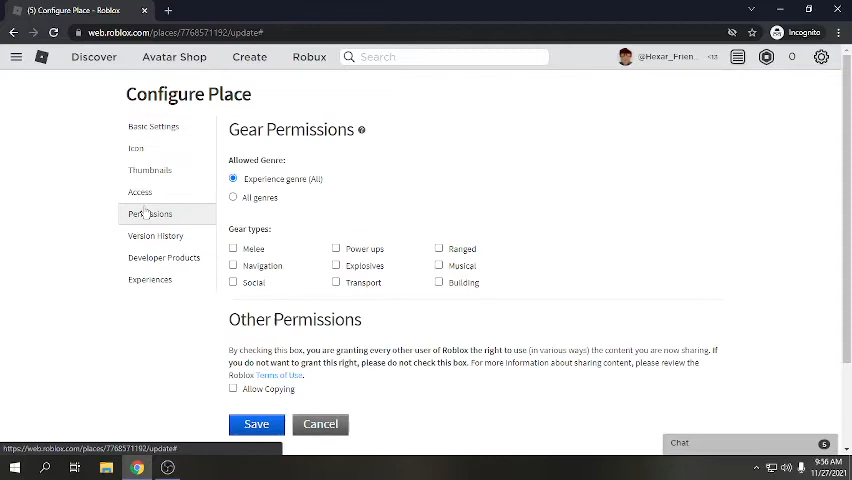 (1) Configure Place - Roblox
web.roblox.com/places/7768571192/update#
Incognito
Discover
Avatar Shop
Create
Robux
Search
@Hexar_Frien...
<13
0
Configure Place
Basic Settings
Icon
Thumbnails
Access
Permissions
Version History
Developer Products
Experiences
Gear Permissions
Allowed Genre:
Experience genre (All)
All genres
Gear types:
Melee
Power ups
Ranged
Navigation
Explosives
Musical
Social
Transport
Building
Other Permissions
By checking this box, you are granting every other user of Roblox the right to use (in various ways) the content you are now sharing. If
you do not want to grant this right, please do not check this box. For more information about sharing content, please review the
Roblox Terms of Use.
Allow Copying
Save
Cancel
Chat
5
https://web.roblox.com/places/7768571192/update#
9:56 AM
11/27/2021